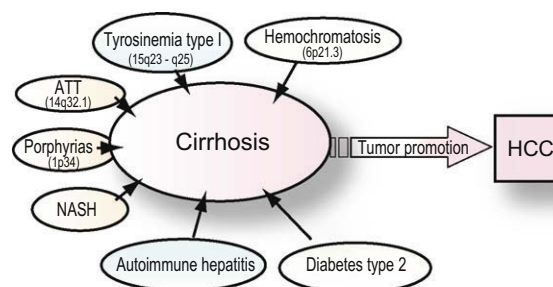 Tyrosinemia type I
(15q23 - q25)
Hemochromatosis
(6p21.3)
ATT
(14q32.1)
Porphyrias
(1p34)
NASH
Cirrhosis
Tumor promotion
HCC
Autoimmune hepatitis
Diabetes type 2